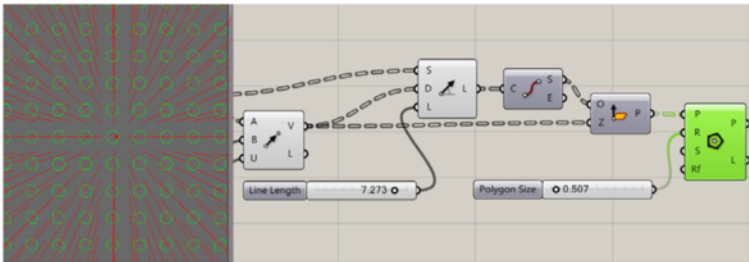 S
D L
L
C S
E
A V
B
U L
O P
Z
P P
R
S L
Rf
Line Length 7.273
Polygon Size 0.507